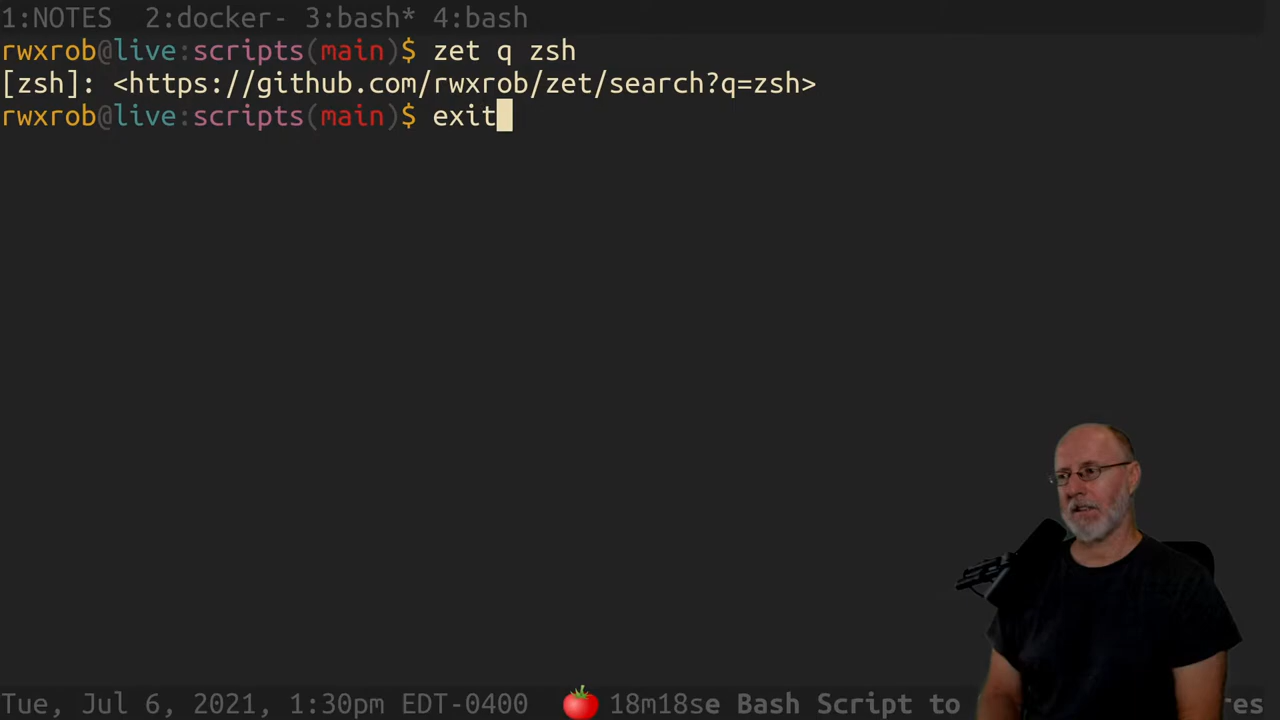 1:NOTES 2:docker- 3:bash* 4:bash
rwxrob@live:scripts(main)$ zet q zsh
[zsh]: <https://github.com/rwxrob/zet/search?q=zsh>
rwxrob@live:scripts(main)$ exit
Tue, Jul 6, 2021, 1:30pm EDT-0400 🍅 18m18se Bash Script to